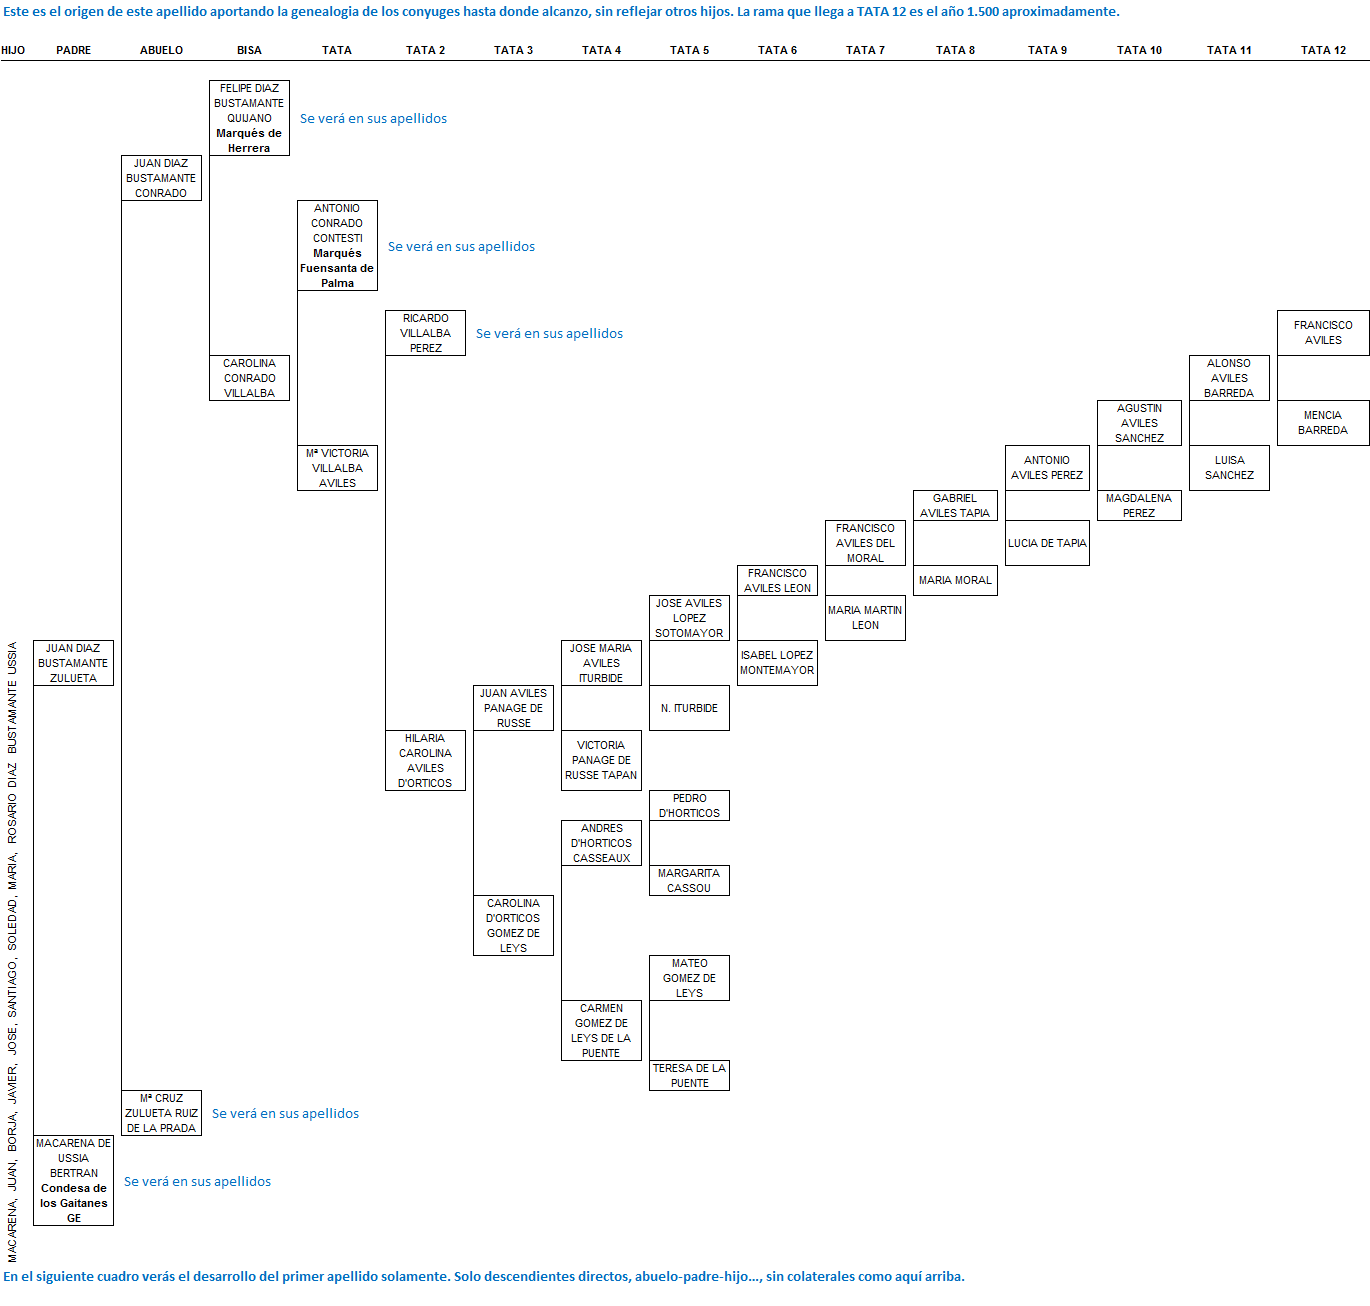 Este es el origen de este apellido aportando la genealogia de los conyuges hasta donde alcanzo, sin reflejar otros hijos. La rama que llega a TATA 12 es el año 1.500 aproximadamente.
HIJO PADRE ABUELO BISA TATA TATA 2 TATA 3 TATA 4 TATA 5 TATA 6 TATA 7 TATA 8 TATA 9 TATA 10 TATA 11 TATA 12
MACARENA, JUAN, BORJA, JAVIER, JOSE, SANTIAGO, SOLEDAD, MARIA, ROSARIO DIAZ BUSTAMANTE USSIA
JUAN DIAZ
BUSTAMANTE
ZULUETA
MACARENA DE
USSIA
BERTRAN
Condesa de
los Gaitanes
GE
Se verá en sus apellidos
JUAN DIAZ
BUSTAMANTE
CONRADO
Mª CRUZ
ZULUETA RUIZ
DE LA PRADA
Se verá en sus apellidos
FELIPE DIAZ
BUSTAMANTE
QUIJANO
Marqués de
Herrera
Se verá en sus apellidos
CAROLINA
CONRADO
VILLALBA
ANTONIO
CONRADO
CONTESTI
Marqués
Fuensanta de
Palma
Se verá en sus apellidos
Mª VICTORIA
VILLALBA
AVILES
RICARDO
VILLALBA
PEREZ
Se verá en sus apellidos
HILARIA
CAROLINA
AVILES
D'ORTICOS
JUAN AVILES
PANAGE DE
RUSSE
CAROLINA
D'ORTICOS
GOMEZ DE
LEYS
JOSE MARIA
AVILES
ITURBIDE
VICTORIA
PANAGE DE
RUSSE TAPAN
ANDRES
D'HORTICOS
CASSEAUX
CARMEN
GOMEZ DE
LEYS DE LA
PUENTE
JOSE AVILES
LOPEZ
SOTOMAYOR
N. ITURBIDE
PEDRO
D'HORTICOS
MARGARITA
CASSOU
MATEO
GOMEZ DE
LEYS
TERESA DE LA
PUENTE
FRANCISCO
AVILES LEON
ISABEL LOPEZ
MONTEMAYOR
FRANCISCO
AVILES DEL
MORAL
MARIA MARTIN
LEON
GABRIEL
AVILES TAPIA
MARIA MORAL
ANTONIO
AVILES PEREZ
LUCIA DE TAPIA
AGUSTIN
AVILES
SANCHEZ
MAGDALENA
PEREZ
ALONSO
AVILES
BARREDA
LUISA
SANCHEZ
FRANCISCO
AVILES
MENCIA
BARREDA
En el siguiente cuadro verás el desarrollo del primer apellido solamente. Solo descendientes directos, abuelo-padre-hijo..., sin colaterales como aquí arriba.